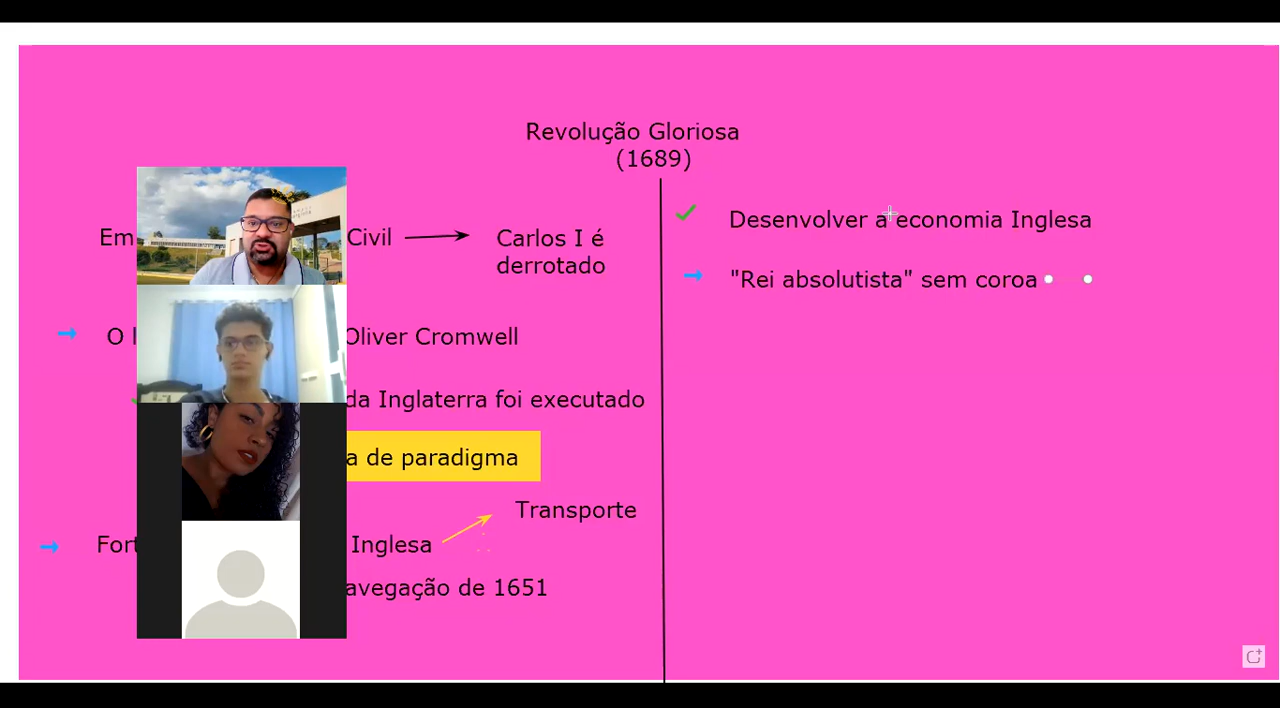 Revolução Gloriosa
(1689)
Em
Civil
Carlos I é
derrotado
O l
Oliver Cromwell
da Inglaterra foi executado
a de paradigma
Transporte
Fort
Inglesa
avegação de 1651
Desenvolver a economia Inglesa
"Rei absolutista" sem coroa